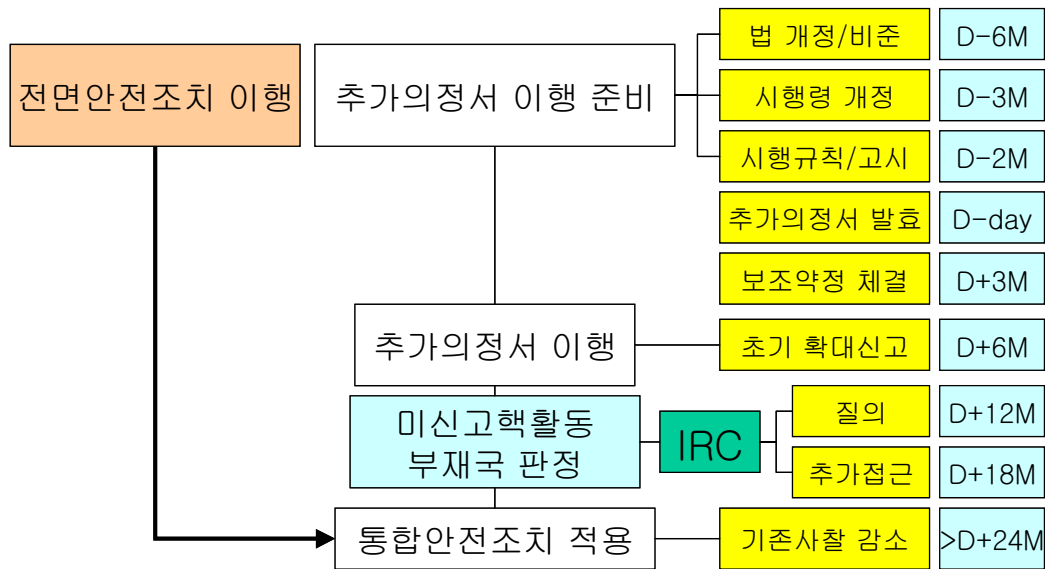 법 개정/비준
D-6M
전면안전조치 이행
추가의정서 이행 준비
시행령 개정
D-3M
시행규칙/고시
D-2M
추가의정서 발효
D-day
보조약정 체결
D+3M
추가의정서 이행
초기 확대신고
D+6M
미신고핵활동
부재국 판정
IRC
질의
D+12M
추가접근
D+18M
통합안전조치 적용
기존사찰 감소
>D+24M